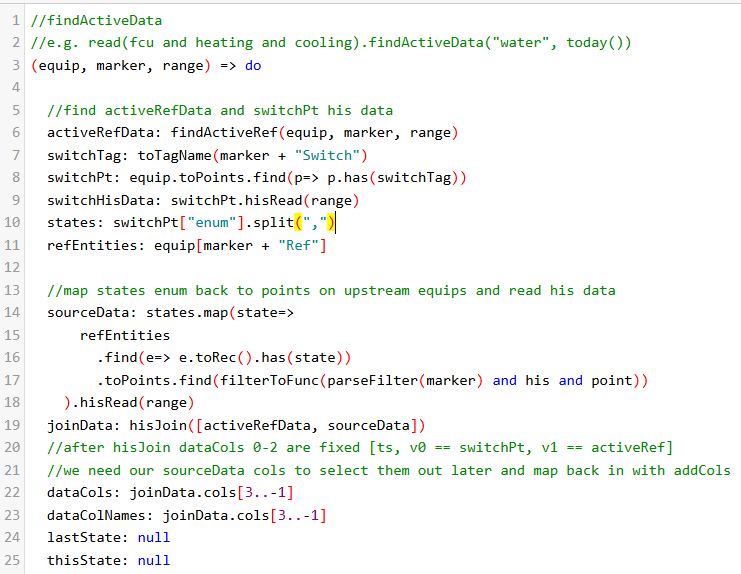 1 //findActiveData
2 //e.g. read(fcu and heating and cooling).findActiveData("water", today())
3 (equip, marker, range) => do
4
5 //find activeRefData and switchPt his data
6 activeRefData: findActiveRef(equip, marker, range)
7 switchTag: toTagName(marker + "Switch")
8 switchPt: equip.toPoints.find(p=> p.has(switchTag))
9 switchHisData: switchPt.hisRead(range)
10 states: switchPt["enum"].split(",")
11 refEntities: equip[marker + "Ref"]
12
13 //map states enum back to points on upstream equips and read his data
14 sourceData: states.map(state=>
15 refEntities
16 .find(e=> e.toRec().has(state))
17 .toPoints.find(filterToFunc(parseFilter(marker) and his and point))
18 ).hisRead(range)
19 joinData: hisJoin([activeRefData, sourceData])
20 //after hisJoin dataCols 0-2 are fixed [ts, v0 == switchPt, v1 == activeRef]
21 //we need our sourceData cols to select them out later and map back in with addCols
22 dataCols: joinData.cols[3..-1]
23 dataColNames: joinData.cols[3..-1]
24 lastState: null
25 thisState: null